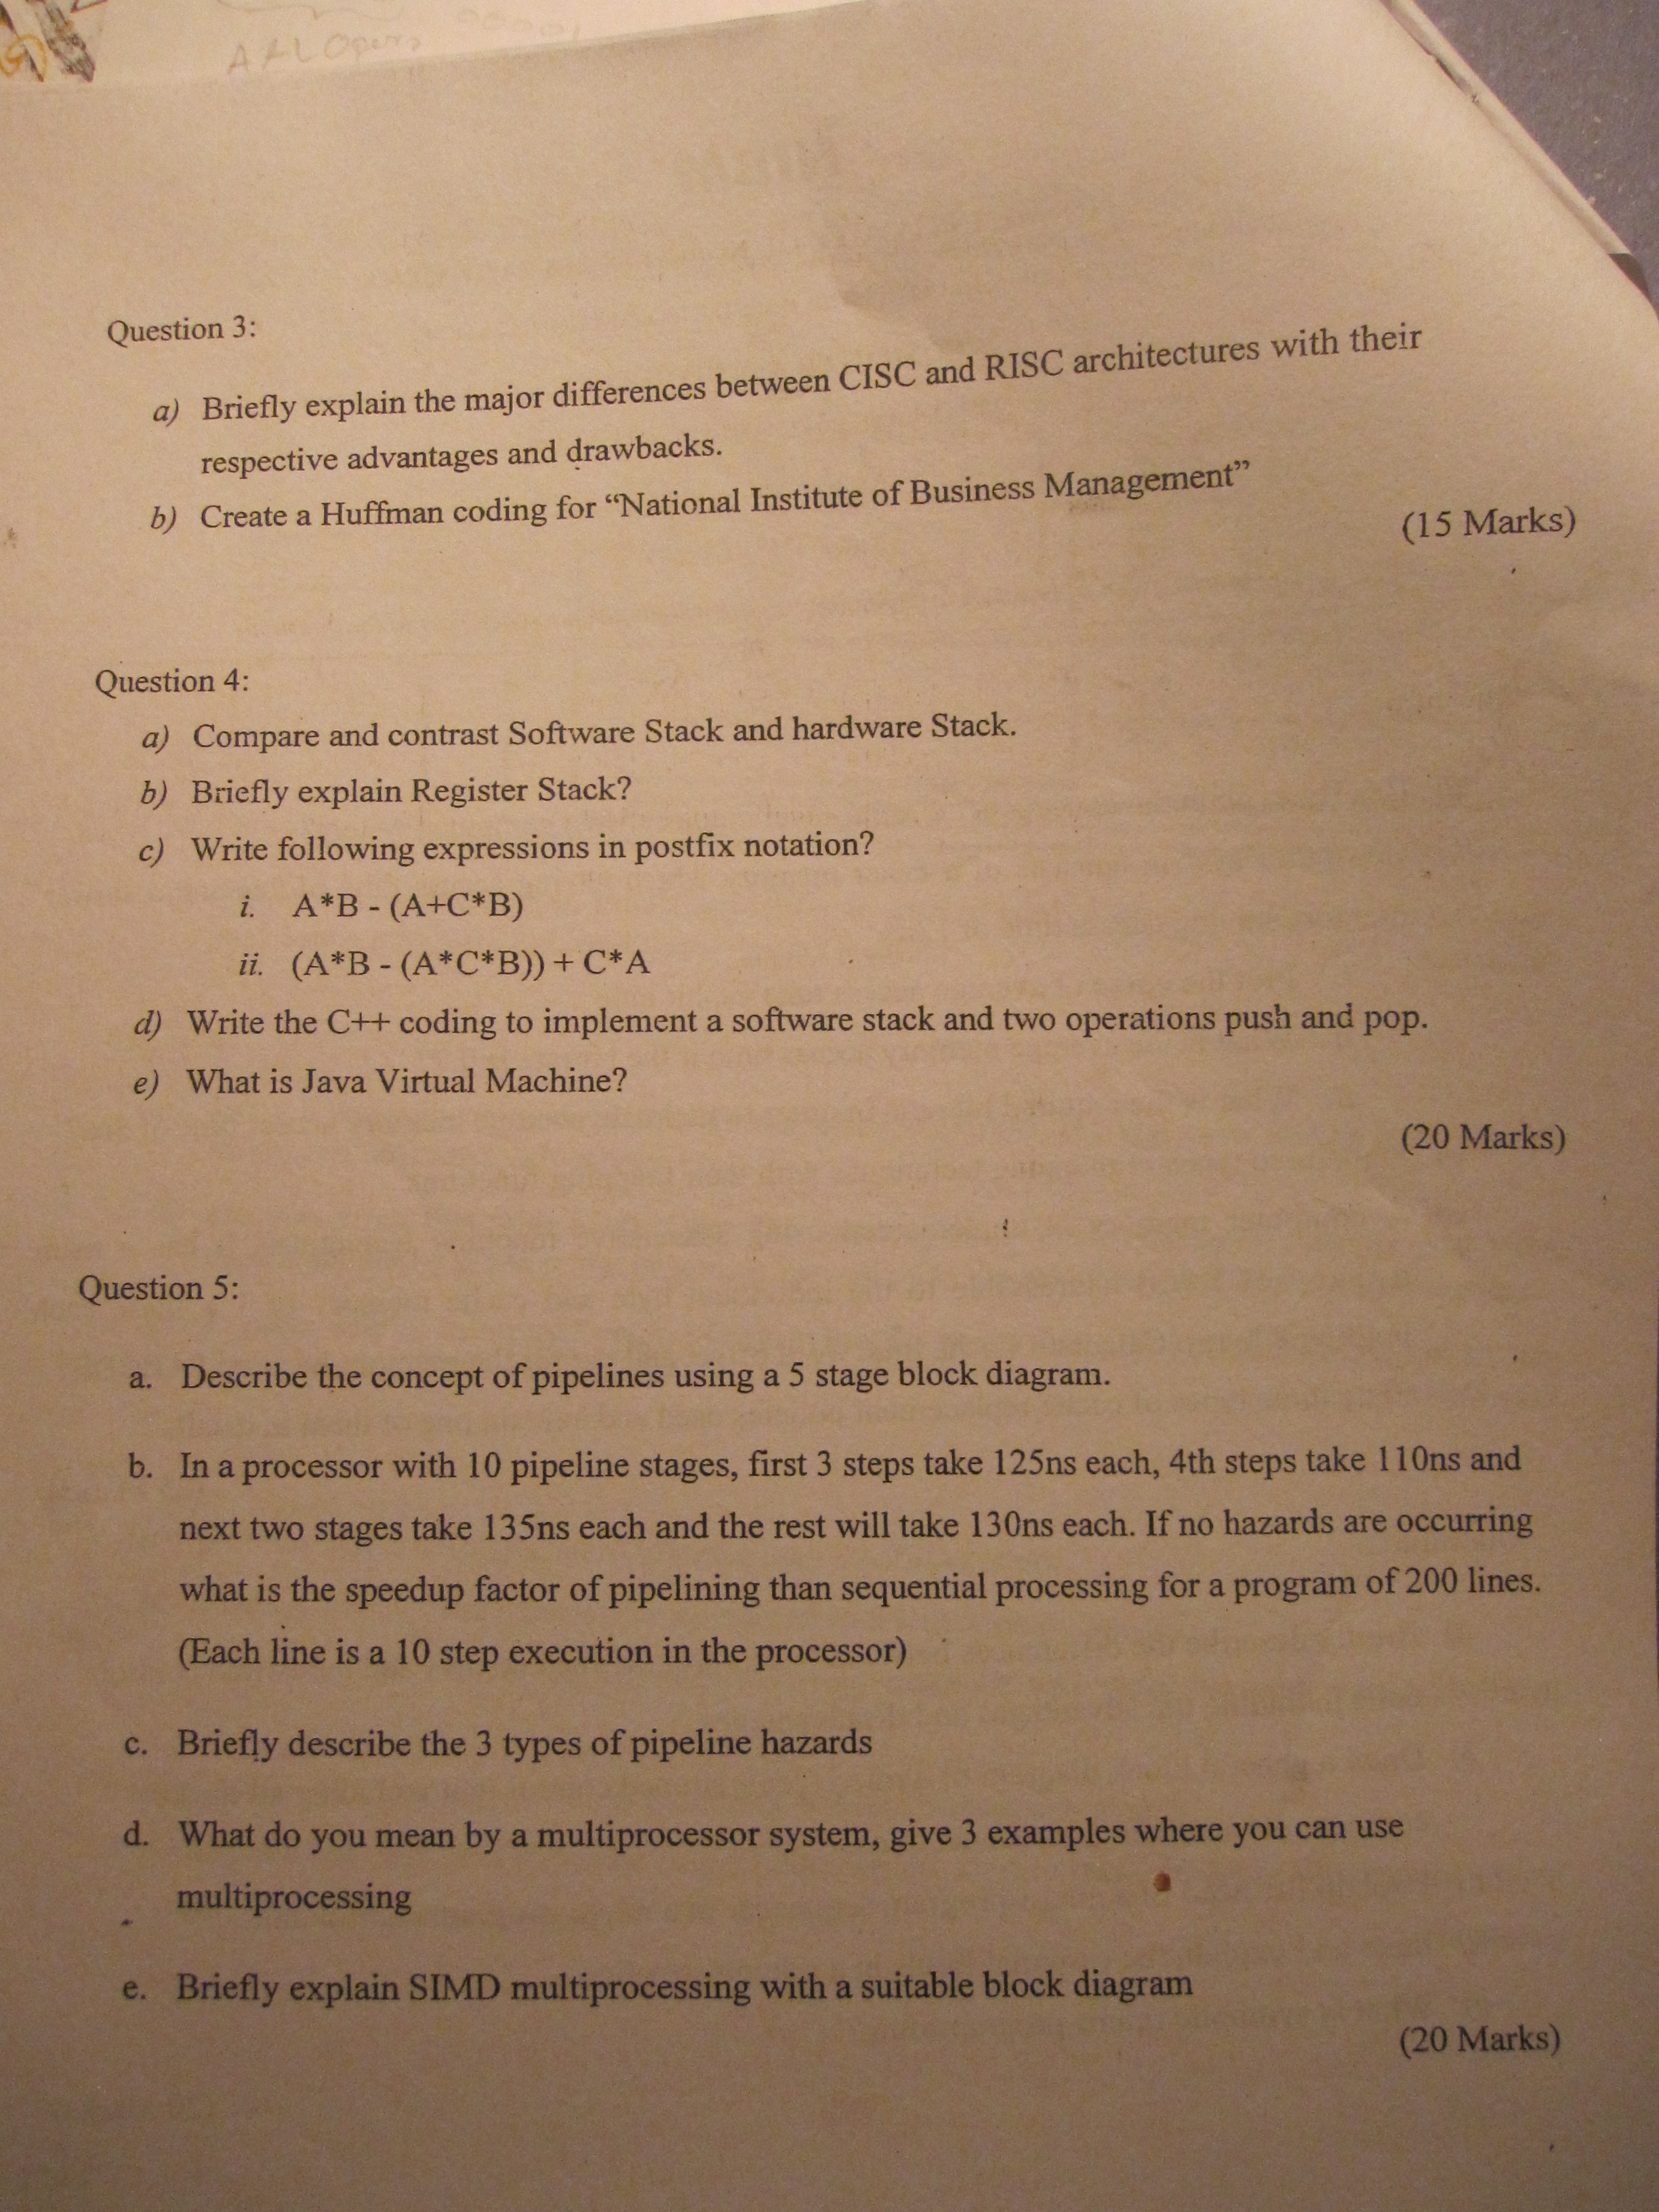 Question 3:
a) Briefly explain the major differences between CISC and RISC architectures with their
respective advantages and drawbacks.
b) Create a Huffman coding for “National Institute of Business Management”
(15 Marks)
Question 4:
a) Compare and contrast Software Stack and hardware Stack.
b) Briefly explain Register Stack?
c) Write following expressions in postfix notation?
i. A*B - (A+C*B)
ii. (A*B - (A*C*B)) + C*A
d) Write the C++ coding to implement a software stack and two operations push and pop.
e) What is Java Virtual Machine?
(20 Marks)
Question 5:
a. Describe the concept of pipelines using a 5 stage block diagram.
b. In a processor with 10 pipeline stages, first 3 steps take 125ns each, 4th steps take 110ns and
next two stages take 135ns each and the rest will take 130ns each. If no hazards are occurring
what is the speedup factor of pipelining than sequential processing for a program of 200 lines.
(Each line is a 10 step execution in the processor)
c. Briefly describe the 3 types of pipeline hazards
d. What do you mean by a multiprocessor system, give 3 examples where you can use
multiprocessing
e. Briefly explain SIMD multiprocessing with a suitable block diagram
(20 Marks)